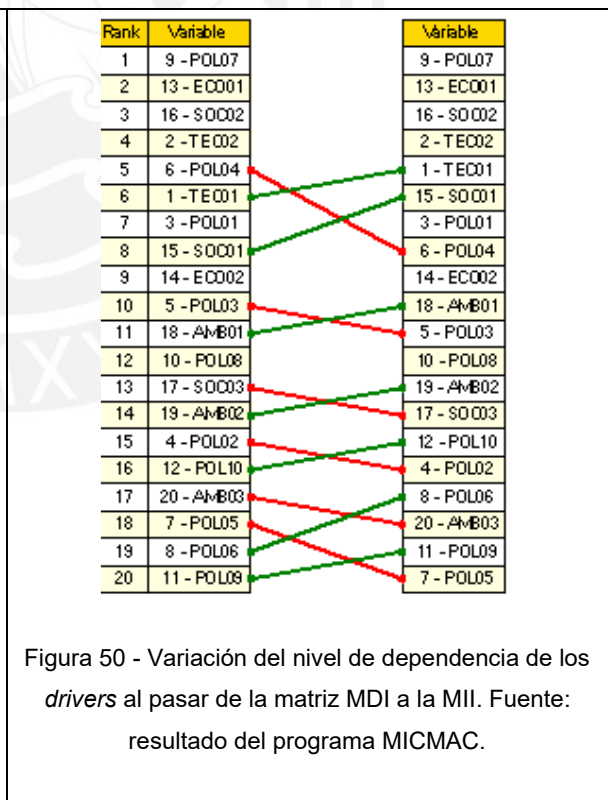 Rank Variable Variable
1 9 - POL07 9 - POL07
2 13 - ECO01 13 - ECO01
3 16 - SOC02 16 - SOC02
4 2 - TEC02 2 - TEC02
5 6 - POL04 1 - TEC01
6 1 - TEC01 15 - SOC01
7 3 - POL01 3 - POL01
8 15 - SOC01 6 - POL04
9 14 - ECO02 14 - ECO02
10 5 - POL03 18 - AMB01
11 18 - AMB01 5 - POL03
12 10 - POL08 10 - POL08
13 17 - SOC03 19 - AMB02
14 19 - AMB02 17 - SOC03
15 4 - POL02 12 - POL10
16 12 - POL10 4 - POL02
17 20 - AMB03 8 - POL06
18 7 - POL05 20 - AMB03
19 8 - POL06 11 - POL09
20 11 - POL09 7 - POL05
Figura 50 - Variación del nivel de dependencia de los
drivers al pasar de la matriz MDI a la MII. Fuente:
resultado del programa MICMAC.